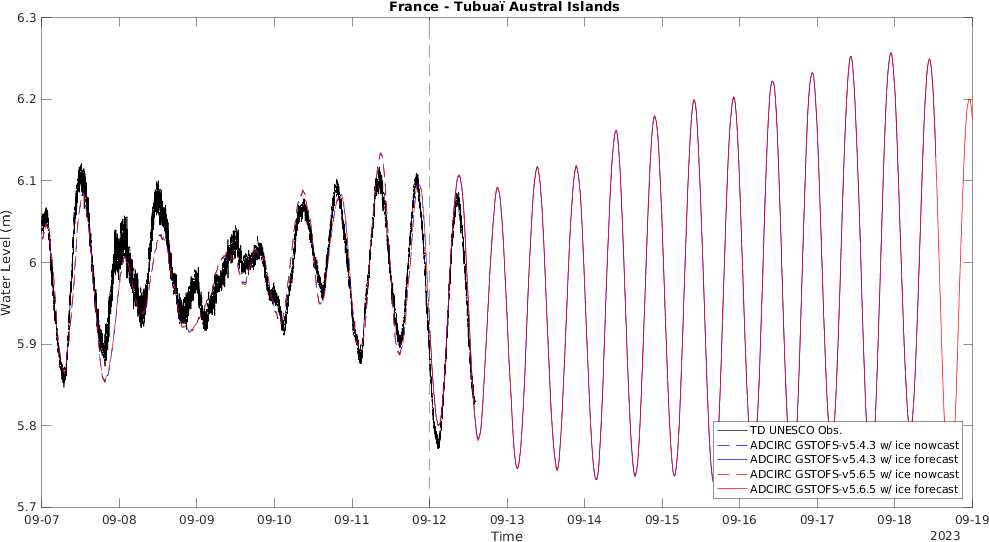 France - Tubuaï Austral Islands
6.3
6.2
6.1
6
5.9
5.8
5.7
Water Level (m)
TD UNESCO Obs.
ADCIRC GSTOFS-v5.4.3 w/ ice nowcast
ADCIRC GSTOFS-v5.4.3 w/ ice forecast
ADCIRC GSTOFS-v5.6.5 w/ ice nowcast
ADCIRC GSTOFS-v5.6.5 w/ ice forecast
09-07 09-08 09-09 09-10 09-11 09-12 09-13 09-14 09-15 09-16 09-17 09-18 09-19
Time
2023